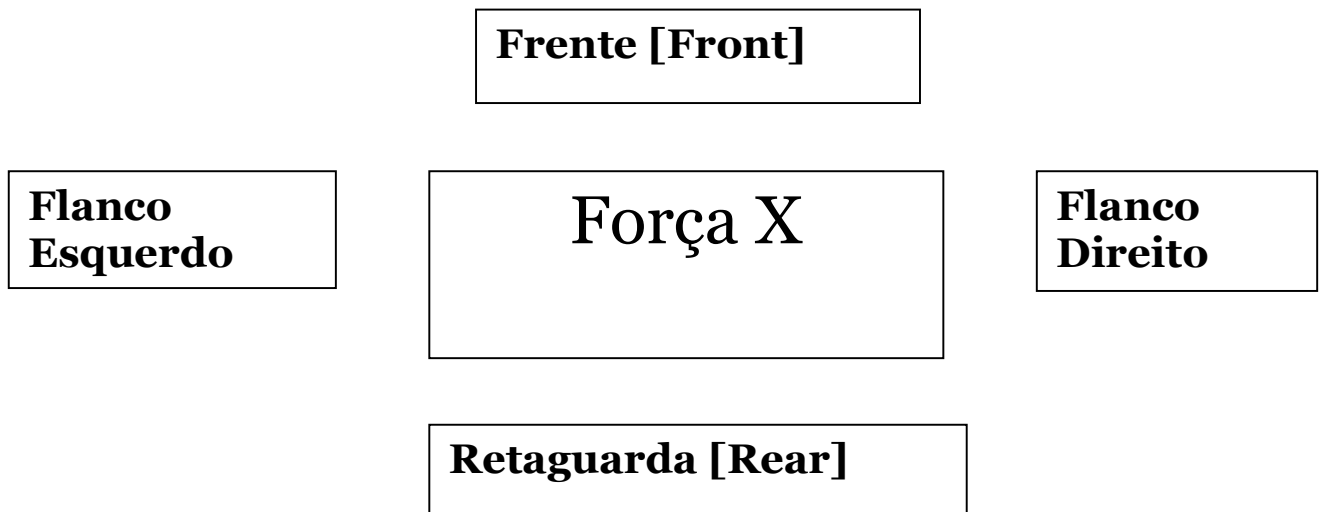 Frente [Front]
Flanco
Esquerdo
Força X
Flanco
Direito
Retaguarda [Rear]